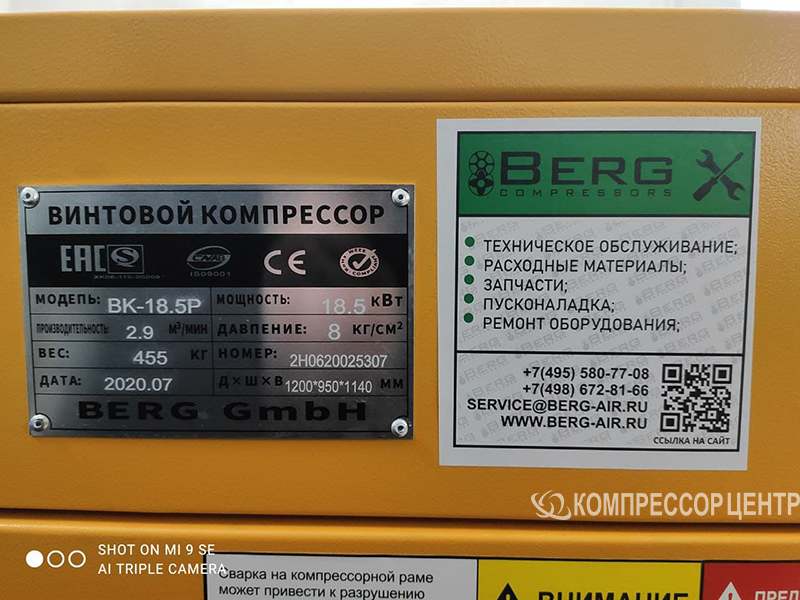 ВИНТОВОЙ КОМПРЕССОР
EAC
CNAB
ISO9001
CE
МОДЕЛЬ: BK-18.5P МОЩНОСТЬ: 18.5 кВт
ПРОИЗВОДИТЕЛЬНОСТЬ: 2.9 М³/МИН ДАВЛЕНИЕ: 8 КГ/СМ²
ВЕС: 455 КГ НОМЕР: 2H0620025307
ДАТА: 2020.07 Д×Ш×В 1200*950*1140 ММ
BERG GmbH
BERG
COMPRESSORS
ТЕХНИЧЕСКОЕ ОБСЛУЖИВАНИЕ;
РАСХОДНЫЕ МАТЕРИАЛЫ;
ЗАПЧАСТИ;
ПУСКОНАЛАДКА;
РЕМОНТ ОБОРУДОВАНИЯ;
+7(495) 580-77-08
+7(498) 672-81-66
SERVICE@BERG-AIR.RU
WWW.BERG-AIR.RU
ССЫЛКА НА САЙТ
КОМПРЕССОРЦЕНТР
SHOT ON MI 9 SE
AI TRIPLE CAMERA
Сварка на компрессорной раме
может привести к разрушению
ВНИМАНИЕ